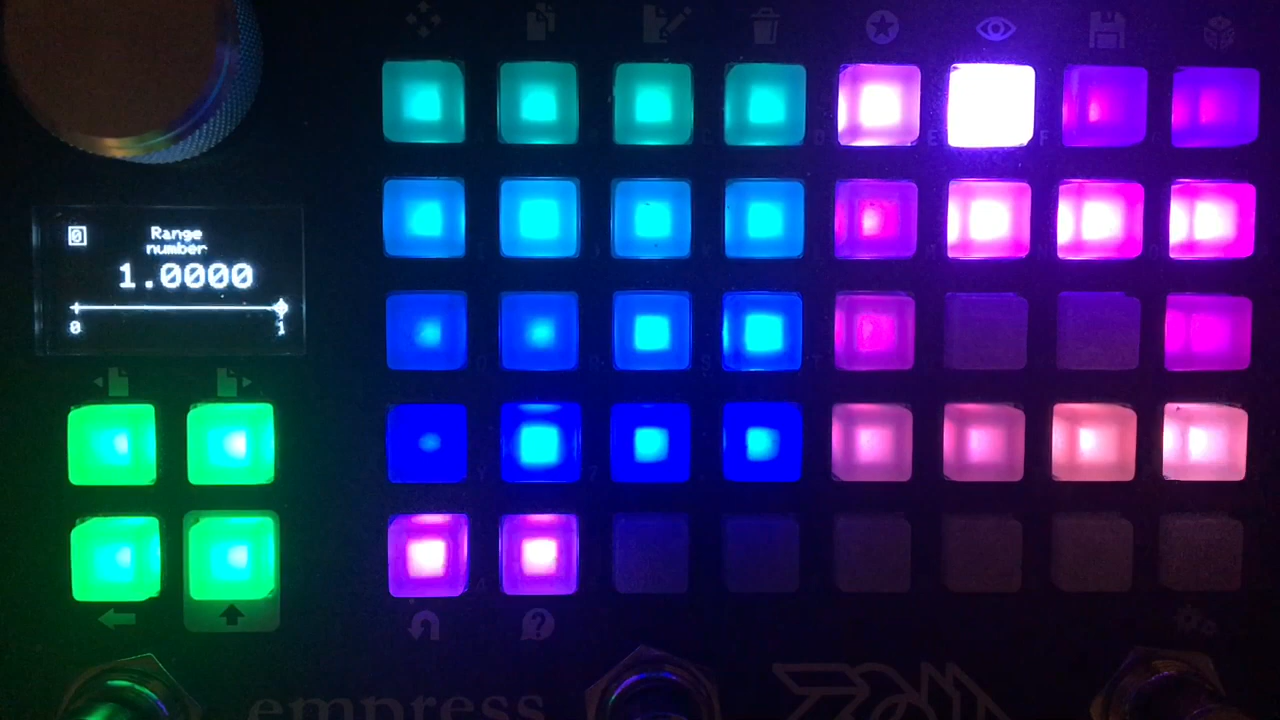 0
Range
number
1.0000
0 1
empress